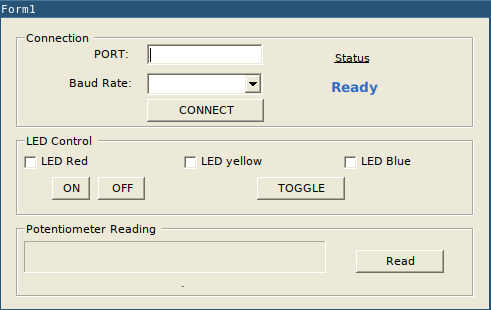 Form1
Connection
PORT:
Status
Baud Rate:
Ready
CONNECT
LED Control
LED Red
LED yellow
LED Blue
ON
OFF
TOGGLE
Potentiometer Reading
Read
.